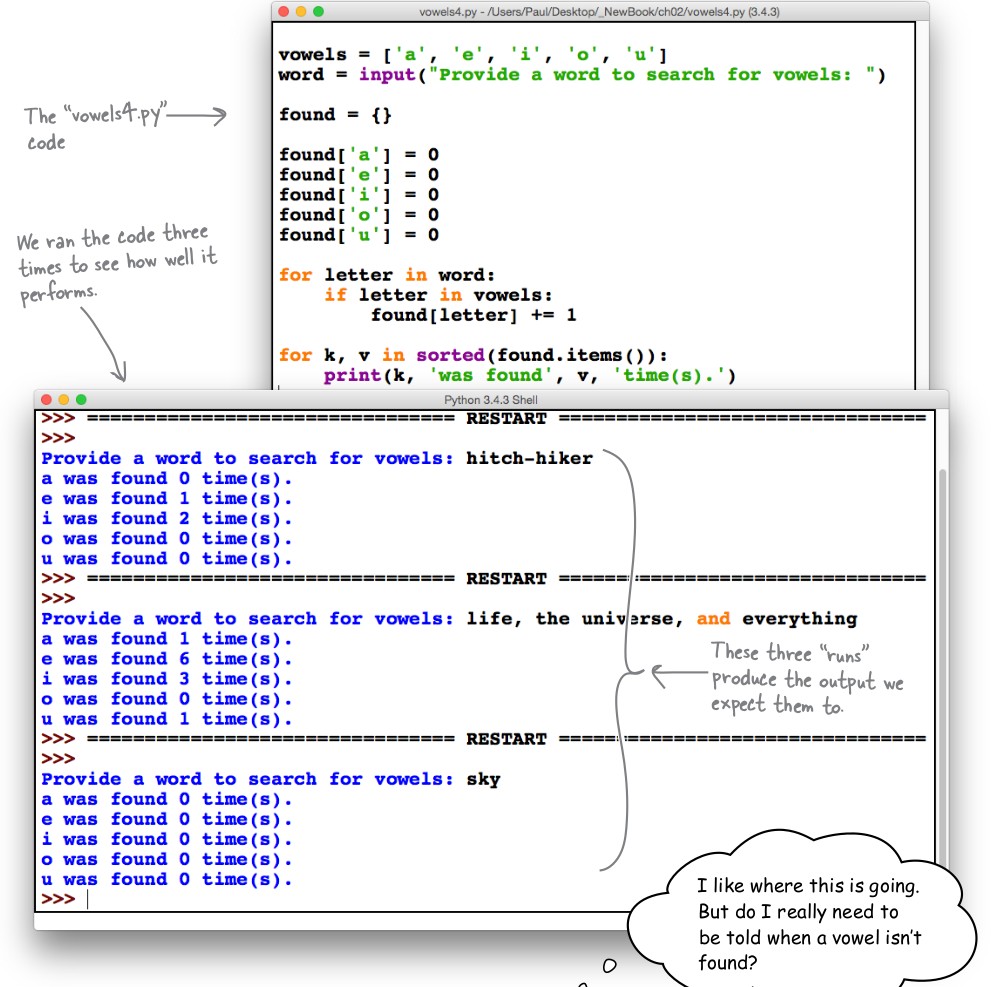 vowels4.py - /Users/Paul/Desktop/_NewBook/ch02/vowels4.py (3.4.3)
vowels = ['a', 'e', 'i', 'o', 'u']
word = input("Provide a word to search for vowels: ")
found = {}
found['a'] = 0
found['e'] = 0
found['i'] = 0
found['o'] = 0
found['u'] = 0
for letter in word:
    if letter in vowels:
        found[letter] += 1
for k, v in sorted(found.items()):
    print(k, 'was found', v, 'time(s).')
The "vowels4.py"
code
We ran the code three
times to see how well it
performs.
Python 3.4.3 Shell
>>> ================================ RESTART ================================
>>>
Provide a word to search for vowels: hitch-hiker
a was found 0 time(s).
e was found 1 time(s).
i was found 2 time(s).
o was found 0 time(s).
u was found 0 time(s).
>>> ================================ RESTART ================================
>>>
Provide a word to search for vowels: life, the universe, and everything
a was found 1 time(s).
e was found 6 time(s).
i was found 3 time(s).
o was found 0 time(s).
u was found 1 time(s).
>>> ================================ RESTART ================================
>>>
Provide a word to search for vowels: sky
a was found 0 time(s).
e was found 0 time(s).
i was found 0 time(s).
o was found 0 time(s).
u was found 0 time(s).
>>>
These three "runs"
produce the output we
expect them to.
I like where this is going.
But do I really need to
be told when a vowel isn't
found?